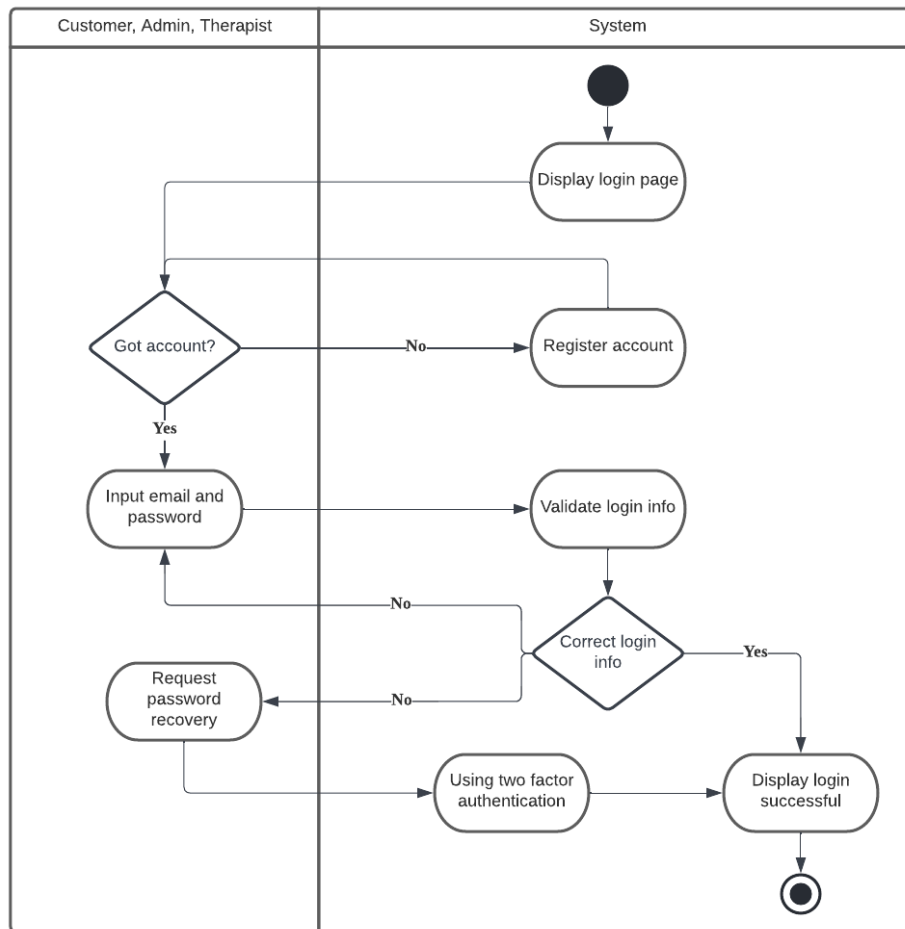 Customer, Admin, Therapist
System
Display login page
Got account?
No
Register account
Yes
Input email and
password
Validate login info
No
Correct login
info
Yes
Request
password
recovery
No
Using two factor
authentication
Display login
successful